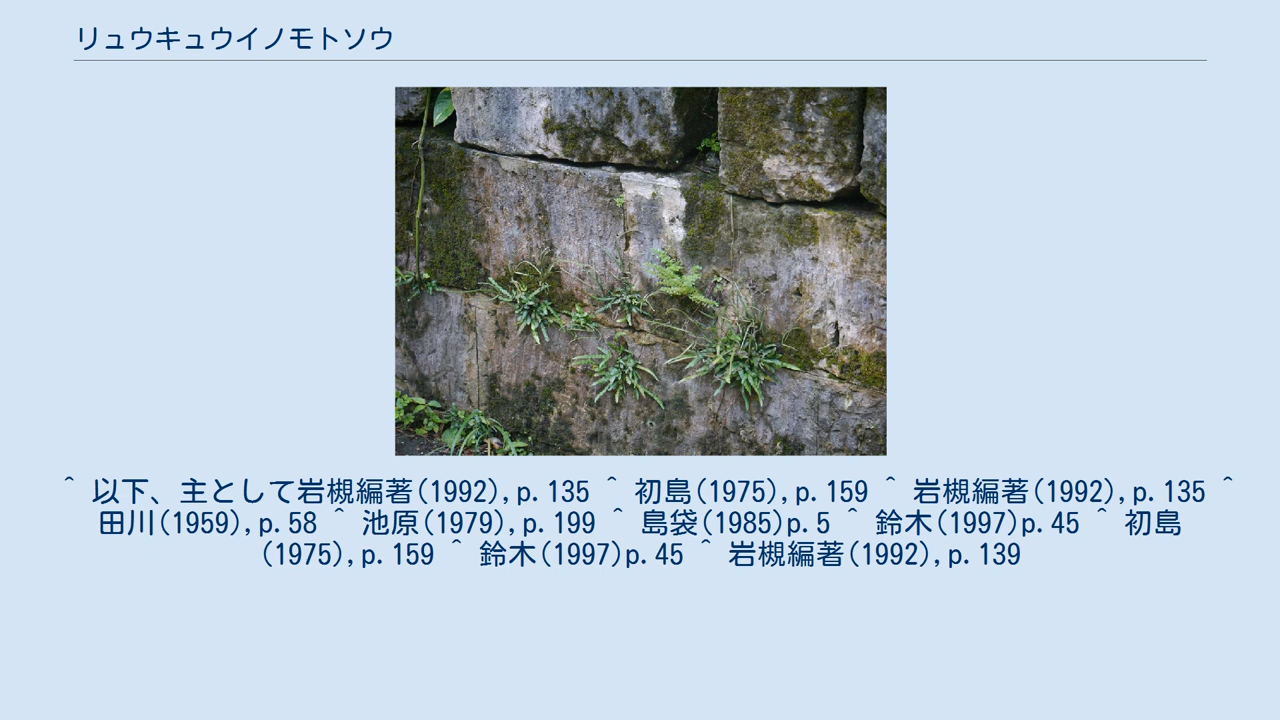 リュウキュウイノモトソウ
^ 以下、主として岩槻編著(1992),p.135 ^ 初島(1975),p.159 ^ 岩槻編著(1992),p.135 ^
田川(1959),p.58 ^ 池原(1979),p.199 ^ 島袋(1985)p.5 ^ 鈴木(1997)p.45 ^ 初島
(1975),p.159 ^ 鈴木(1997)p.45 ^ 岩槻編著(1992),p.139